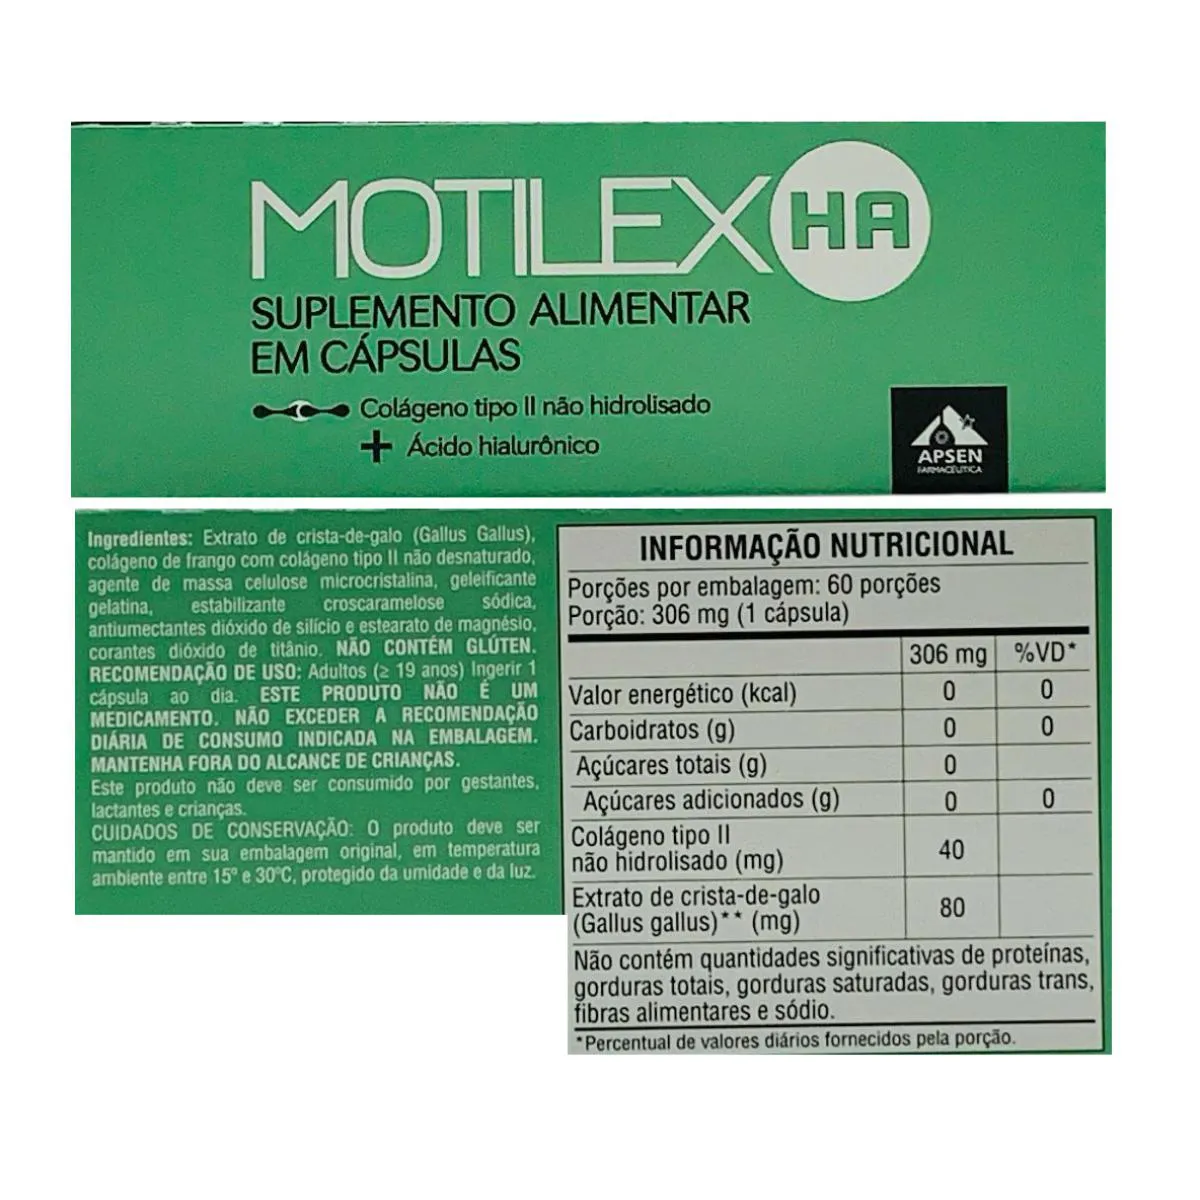 MOTILEX HA
SUPLEMENTO ALIMENTAR
EM CÁPSULAS
Colágeno tipo II não hidrolisado
+ Ácido hialurônico
APSEN
FARMACÊUTICA
Ingredientes: Extrato de crista-de-galo (Gallus Gallus),
colágeno de frango com colágeno tipo II não desnaturado,
agente de massa celulose microcristalina, geleificante
gelatina, estabilizante croscaramelose sódica,
antiumectantes dióxido de silício e estearato de magnésio,
corantes dióxido de titânio. NÃO CONTÉM GLÚTEN.
RECOMENDAÇÃO DE USO: Adultos (≥ 19 anos) Ingerir 1
cápsula ao dia. ESTE PRODUTO NÃO É UM
MEDICAMENTO. NÃO EXCEDER A RECOMENDAÇÃO
DIÁRIA DE CONSUMO INDICADA NA EMBALAGEM.
MANTENHA FORA DO ALCANCE DE CRIANÇAS.
Este produto não deve ser consumido por gestantes,
lactantes e crianças.
CUIDADOS DE CONSERVAÇÃO: O produto deve ser
mantido em sua embalagem original, em temperatura
ambiente entre 15º e 30ºC, protegido da umidade e da luz.
INFORMAÇÃO NUTRICIONAL
Porções por embalagem: 60 porções
Porção: 306 mg (1 cápsula)
306 mg %VD*
Valor energético (kcal) 0 0
Carboidratos (g) 0 0
Açúcares totais (g) 0
Açúcares adicionados (g) 0 0
Colágeno tipo II
não hidrolisado (mg) 40
Extrato de crista-de-galo
(Gallus gallus)** (mg) 80
Não contém quantidades significativas de proteínas,
gorduras totais, gorduras saturadas, gorduras trans,
fibras alimentares e sódio.
*Percentual de valores diários fornecidos pela porção.